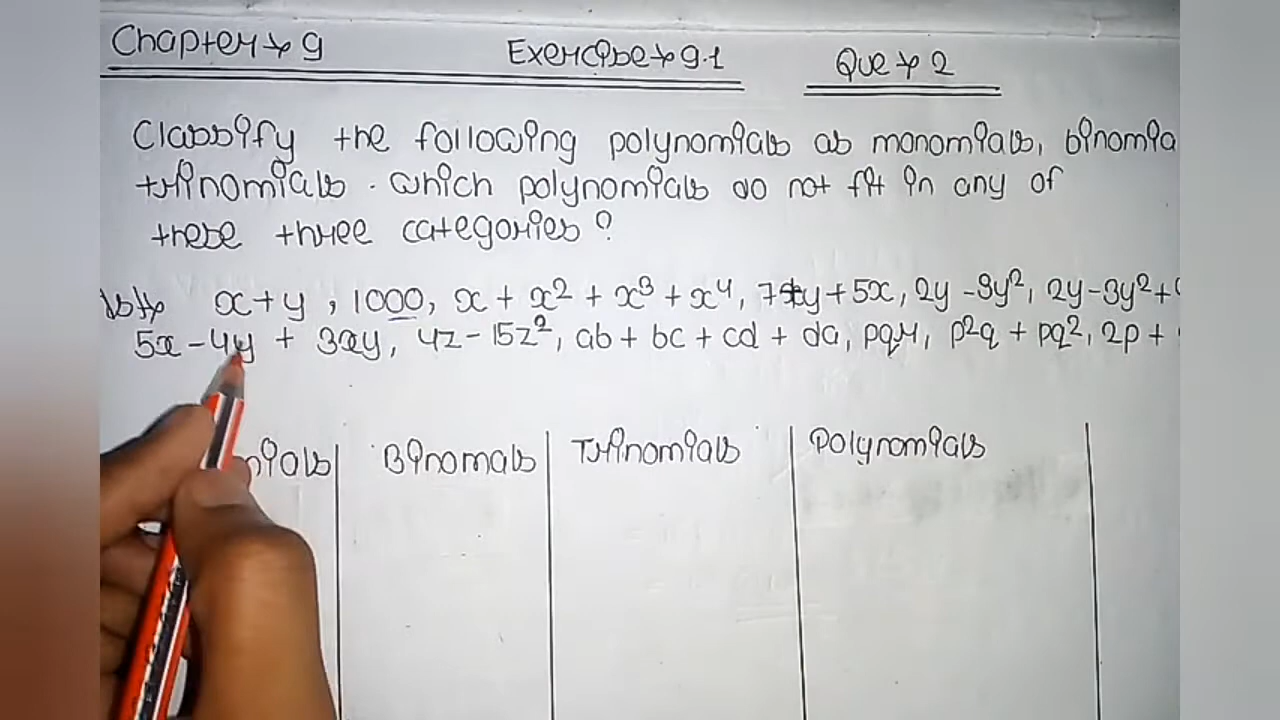 Chapter → 9 Exercise → 9.1 Que → 2
Classify the following polynomials as monomials, binomia
trinomials. which polynomials do not fit in any of
these three categories?
x + y, 1000, x + x² + x³ + x⁴, 7+y+5x, 2y - 3y², 2y - 3y² +
5x - 4y + 3xy, 4z - 15z², ab + bc + cd + da, pqr, p²q + pq², 2p +
nials Binomals Trinomials Polynomials